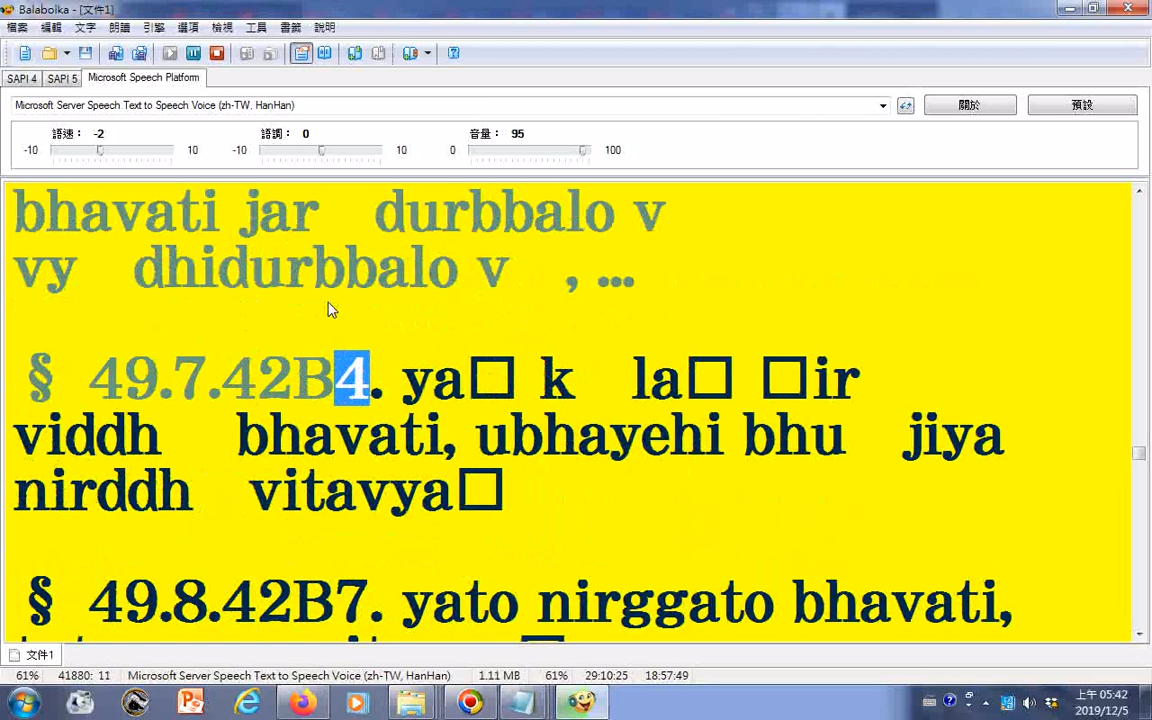 Balabolka - [文件1]
檔案 編輯 文字 朗讀 引擎 選項 檢視 工具 書籤 說明
SAPI 4 SAPI 5 Microsoft Speech Platform
Microsoft Server Speech Text to Speech Voice (zh-TW, HanHan) 關於 預設
語速： -2 語調： 0 音量： 95
-10 10 -10 10 0 100
bhavati jar durbbalo v
vy dhidurbbalo v , ...
§ 49.7.42B4. ya□ k la□ □ir
viddh bhavati, ubhayehi bhu jiya
nirddh vitavya□
§ 49.8.42B7. yato nirggato bhavati,
文件1
61% 41880: 11 Microsoft Server Speech Text to Speech Voice (zh-TW, HanHan) 1.11 MB 61% 29:10:25 18:57:49
上午 05:42
2019/12/5